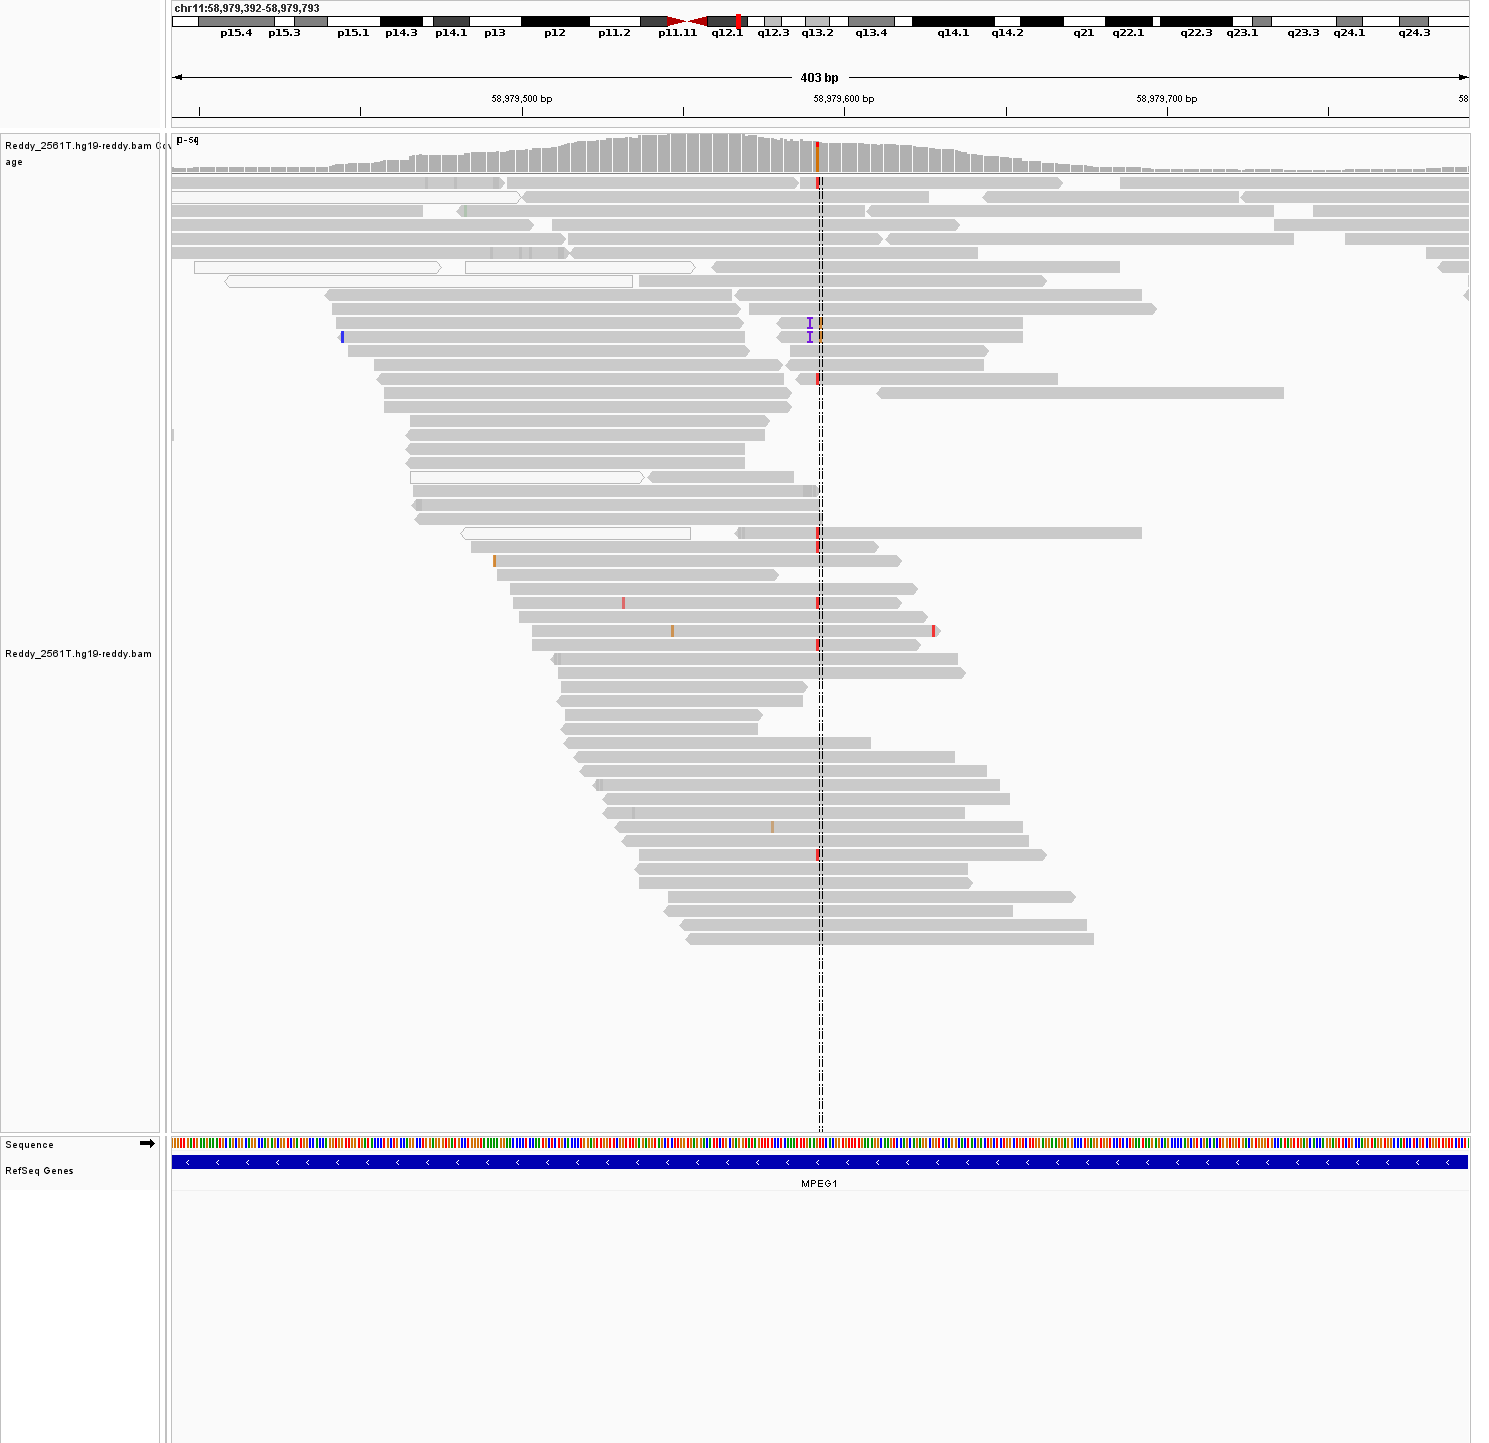 chr11:58,979,392-58,979,793
p15.4 p15.3 p15.1 p14.3 p14.1 p13 p12 p11.2 p11.11 q12.1 q12.3 q13.2 q13.4 q14.1 q14.2 q21 q22.1 q22.3 q23.1 q23.3 q24.1 q24.3
403 bp
58,979,500 bp 58,979,600 bp 58,979,700 bp 58
Reddy_2561T.hg19-reddy.bam Cov
age
[0-54]
Reddy_2561T.hg19-reddy.bam
Sequence
RefSeq Genes
MPEG1